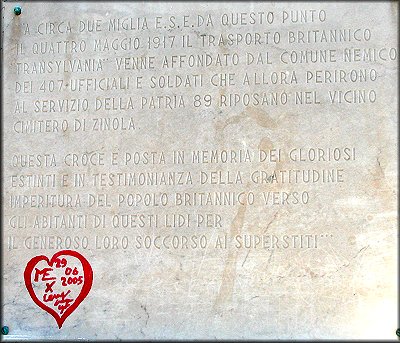 "A CIRCA DUE MIGLIA E.S.E. DA QUESTO PUNTO
IL QUATTRO MAGGIO 1917 IL "TRASPORTO BRITANNICO
TRANSYLVANIA" VENNE AFFONDATO DAL COMUNE NEMICO
DEI 407 UFFICIALI E SOLDATI CHE ALLORA PERIRONO
AL SERVIZIO DELLA PATRIA 89 RIPOSANO NEL VICINO
CIMITERO DI ZINOLA.
QUESTA CROCE E POSTA IN MEMORIA DEI GLORIOSI
ESTINTI E IN TESTIMONIANZA DELLA GRATITUDINE
IMPERITURA DEL POPOLO BRITANNICO VERSO
GLI ABITANTI DI QUESTI LIDI PER
IL GENEROSO LORO SOCCORSO AI SUPERSTITI"
ME 29
X 06
2005